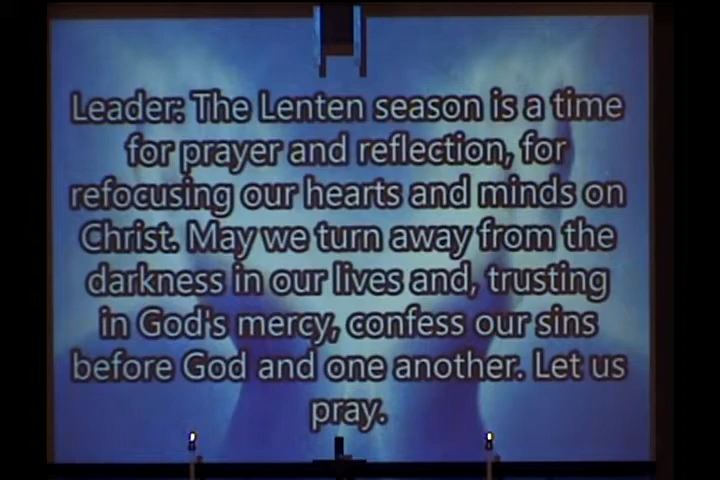 Leader: The Lenten season is a time
for prayer and reflection, for
refocusing our hearts and minds on
Christ. May we turn away from the
darkness in our lives and, trusting
in God's mercy, confess our sins
before God and one another. Let us
pray.